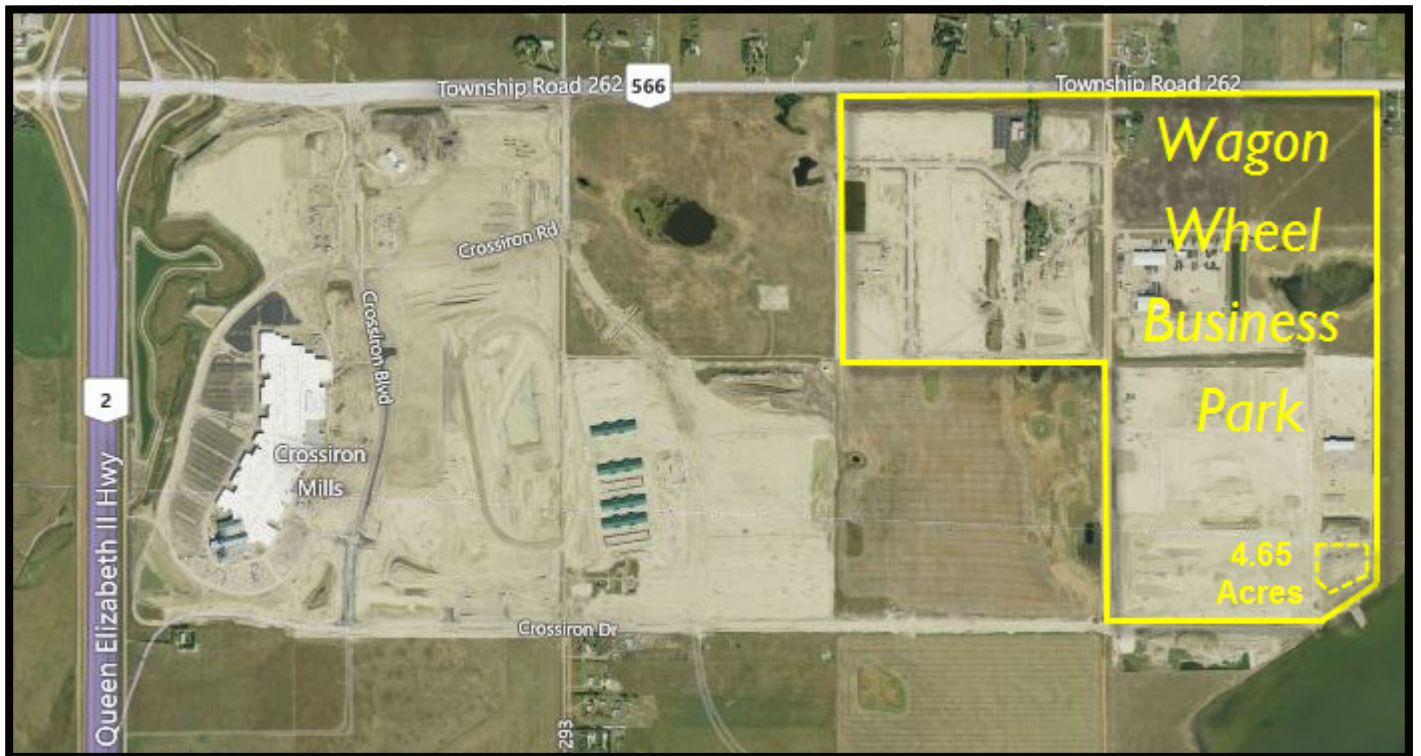 Township Road 262
566
Township Road 262
Wagon
Wheel
Business
Park
Crossiron Rd
Crossiron Blvd
2
Crossiron
Mills
4.65
Acres
Crossiron Dr
Queen Elizabeth II Hwy
293